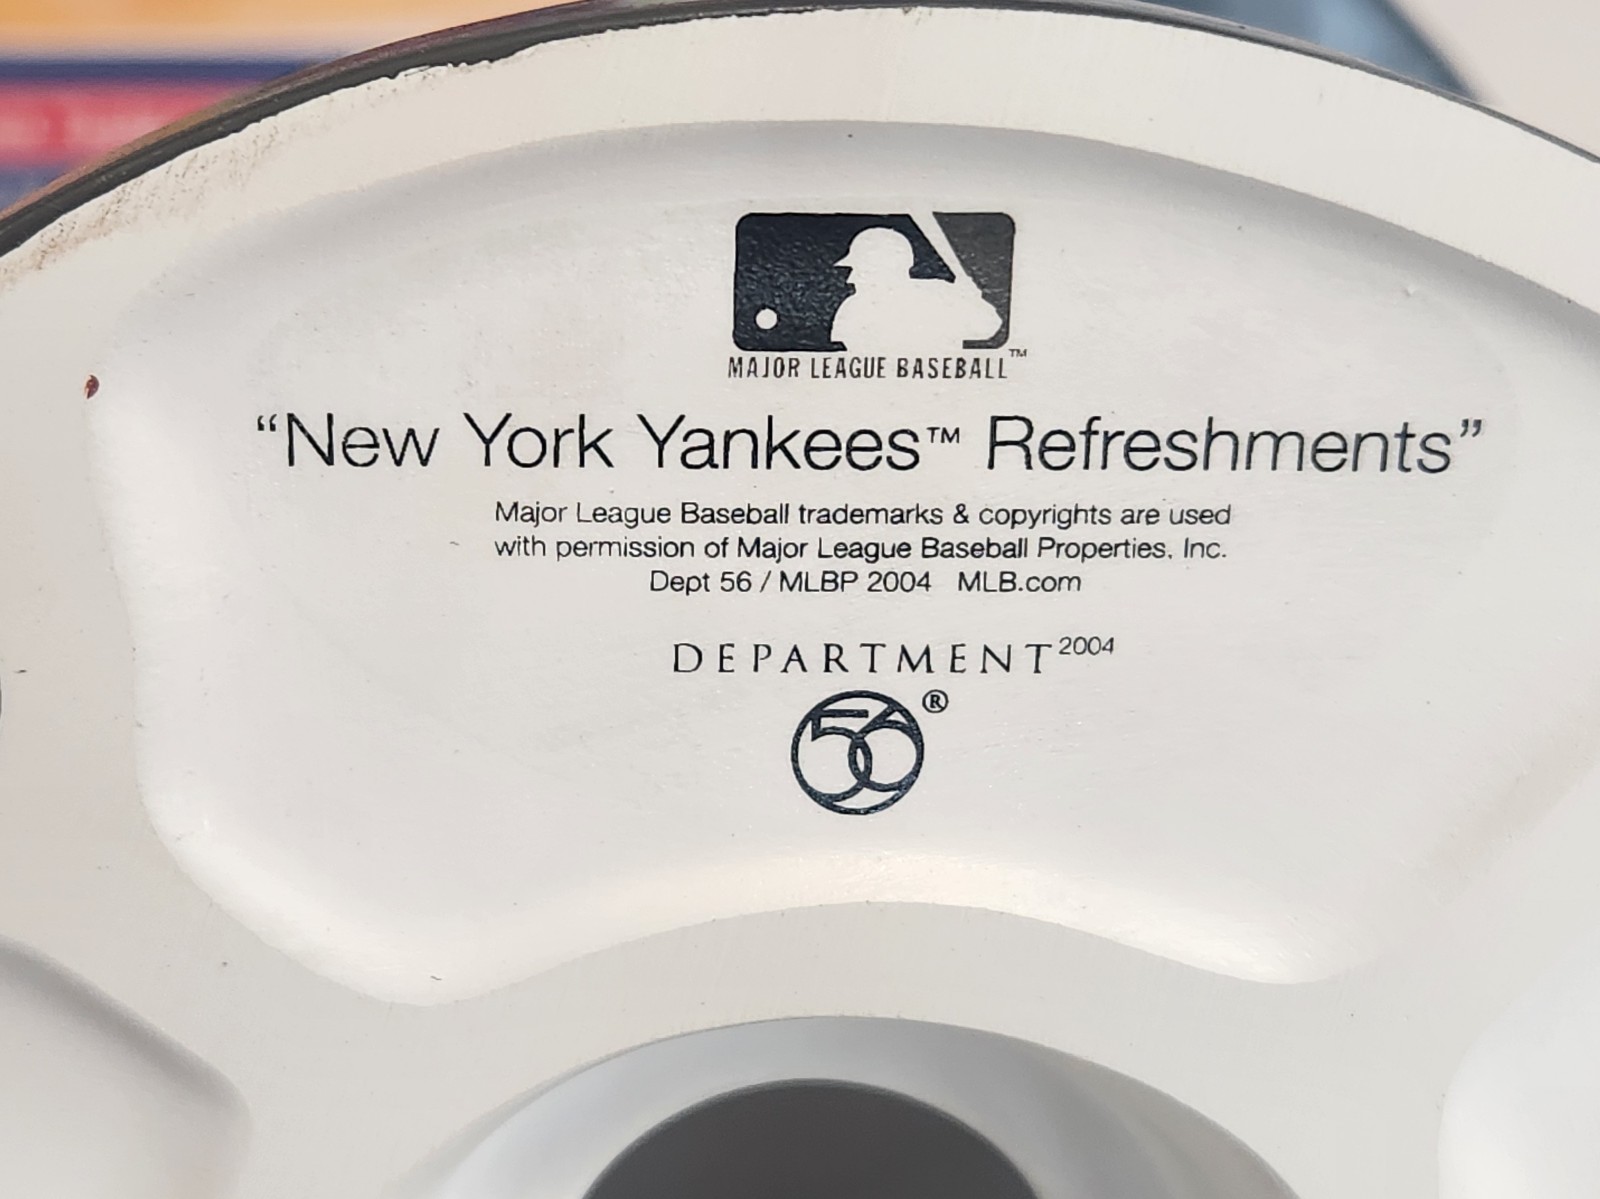 MAJOR LEAGUE BASEBALL™
“New York Yankees™ Refreshments”
Major League Baseball trademarks & copyrights are used
with permission of Major League Baseball Properties, Inc.
Dept 56 / MLBP 2004 MLB.com
DEPARTMENT 2004
56®